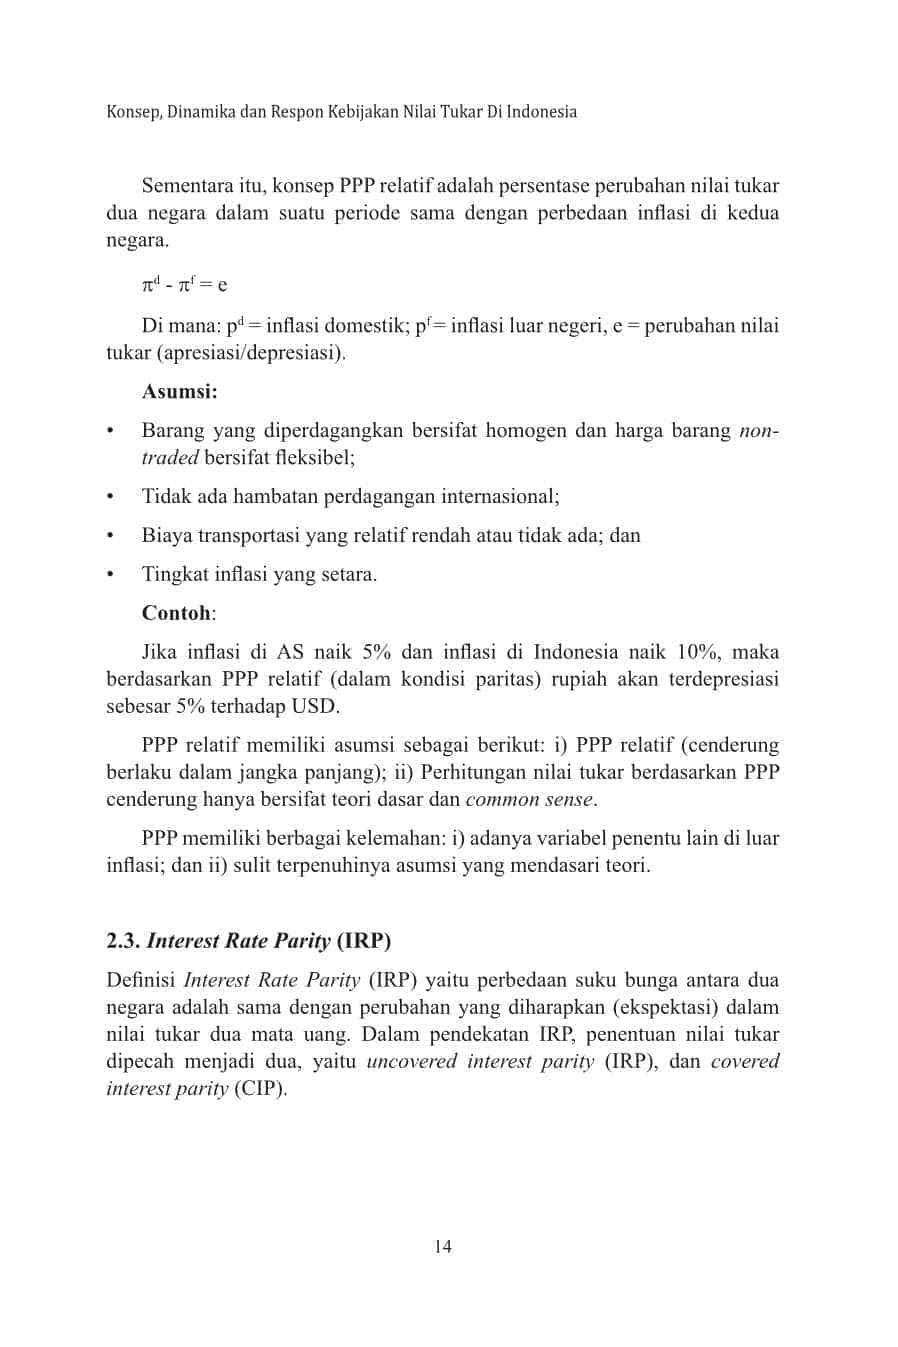 Konsep, Dinamika dan Respon Kebijakan Nilai Tukar Di Indonesia
Sementara itu, konsep PPP relatif adalah persentase perubahan nilai tukar
dua negara dalam suatu periode sama dengan perbedaan inflasi di kedua
negara.
πᵈ - πᶠ = e
Di mana: pᵈ = inflasi domestik; pᶠ = inflasi luar negeri, e = perubahan nilai
tukar (apresiasi/depresiasi).
Asumsi:
• Barang yang diperdagangkan bersifat homogen dan harga barang non-
traded bersifat fleksibel;
• Tidak ada hambatan perdagangan internasional;
• Biaya transportasi yang relatif rendah atau tidak ada; dan
• Tingkat inflasi yang setara.
Contoh:
Jika inflasi di AS naik 5% dan inflasi di Indonesia naik 10%, maka
berdasarkan PPP relatif (dalam kondisi paritas) rupiah akan terdepresiasi
sebesar 5% terhadap USD.
PPP relatif memiliki asumsi sebagai berikut: i) PPP relatif (cenderung
berlaku dalam jangka panjang); ii) Perhitungan nilai tukar berdasarkan PPP
cenderung hanya bersifat teori dasar dan common sense.
PPP memiliki berbagai kelemahan: i) adanya variabel penentu lain di luar
inflasi; dan ii) sulit terpenuhinya asumsi yang mendasari teori.
2.3. Interest Rate Parity (IRP)
Definisi Interest Rate Parity (IRP) yaitu perbedaan suku bunga antara dua
negara adalah sama dengan perubahan yang diharapkan (ekspektasi) dalam
nilai tukar dua mata uang. Dalam pendekatan IRP, penentuan nilai tukar
dipecah menjadi dua, yaitu uncovered interest parity (IRP), dan covered
interest parity (CIP).
14